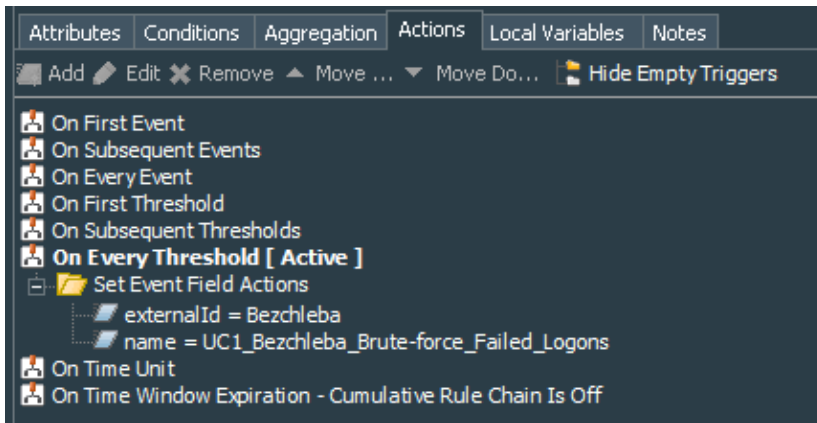 Attributes Conditions Aggregation Actions Local Variables Notes
Add Edit Remove Move ... Move Do... Hide Empty Triggers
On First Event
On Subsequent Events
On Every Event
On First Threshold
On Subsequent Thresholds
On Every Threshold [ Active ]
Set Event Field Actions
externalId = Bezchleba
name = UC1_Bezchleba_Brute-force_Failed_Logons
On Time Unit
On Time Window Expiration - Cumulative Rule Chain Is Off